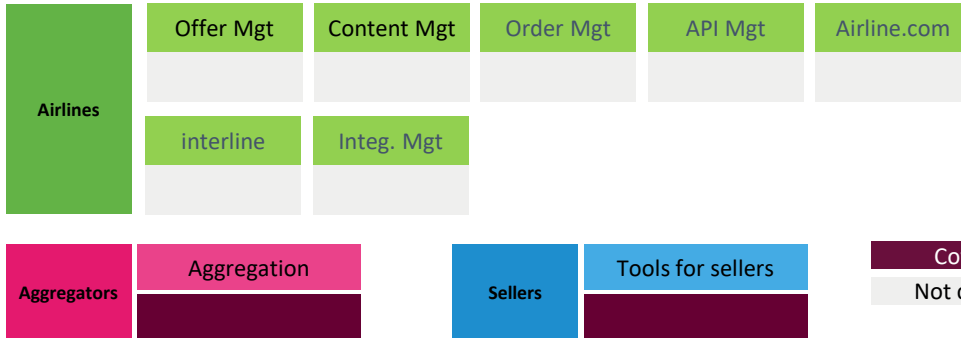 Offer Mgt Content Mgt Order Mgt API Mgt Airline.com
Airlines
interline Integ. Mgt
Aggregation Tools for sellers
Aggregators Sellers
Not